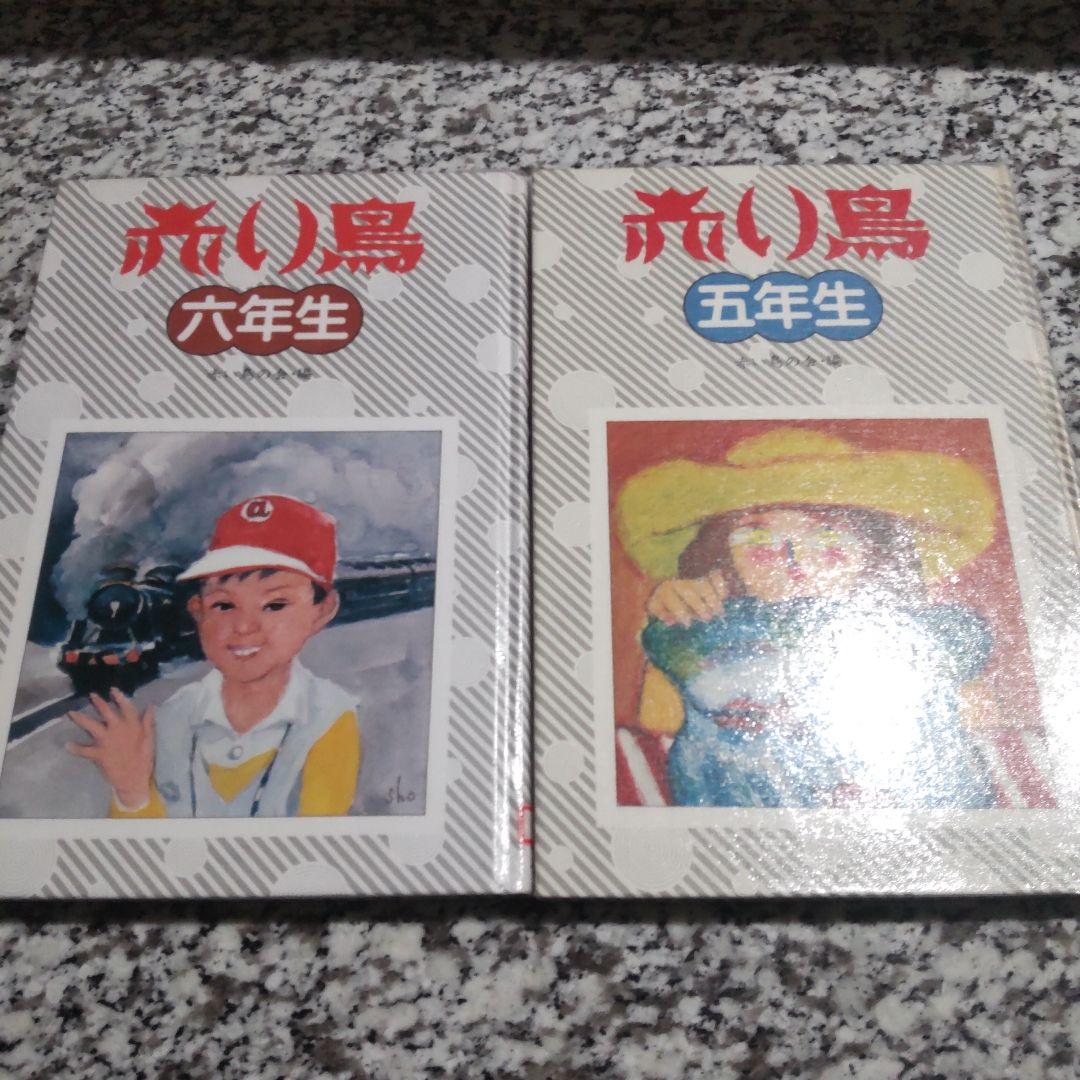 赤い鳥
六年生
赤い鳥の会・編
@
sho
赤い鳥
五年生
赤い鳥の会・編